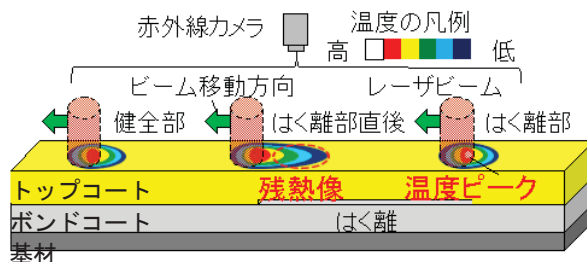 赤外線カメラ
温度の凡例
高 低
ビーム移動方向 レーザビーム
健全部 はく離部直後 はく離部
トップコート 残熱像 温度ピーク
ボンドコート はく離
基材